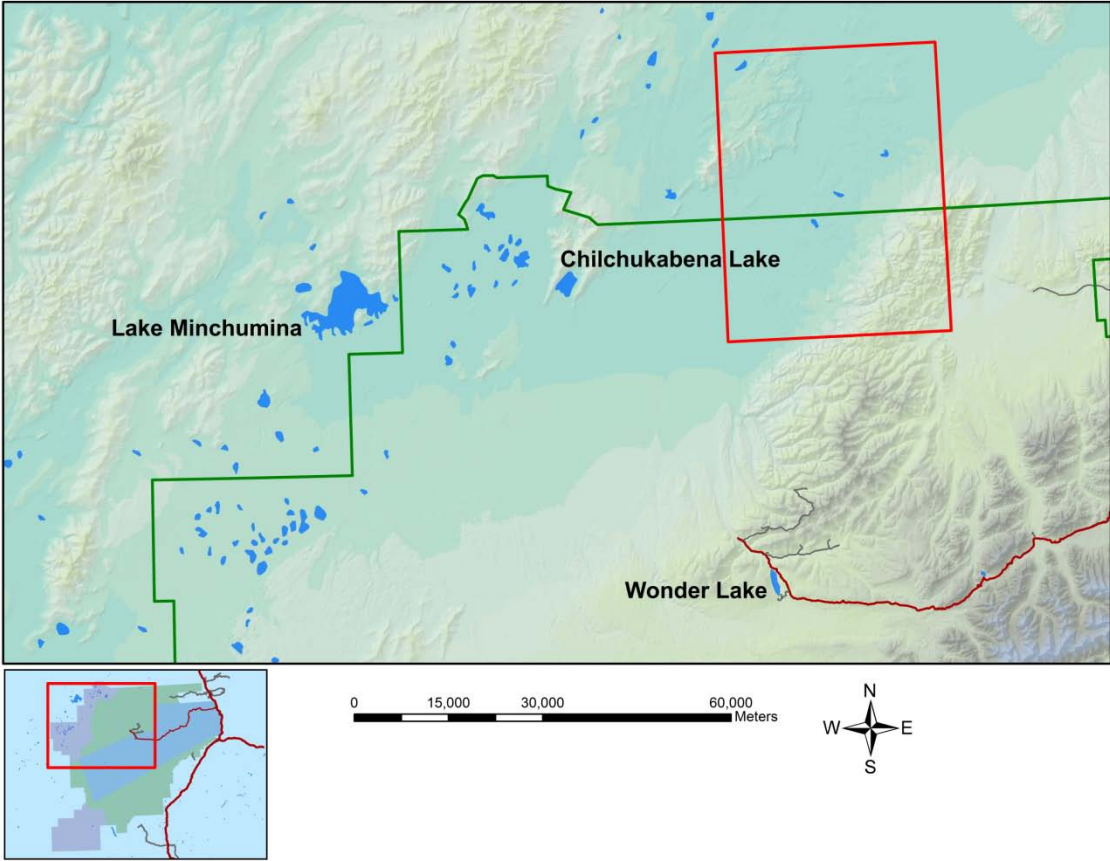 Chilchukabena Lake
Lake Minchumina
Wonder Lake
0 15,000 30,000 60,000
Meters
N
W E
S